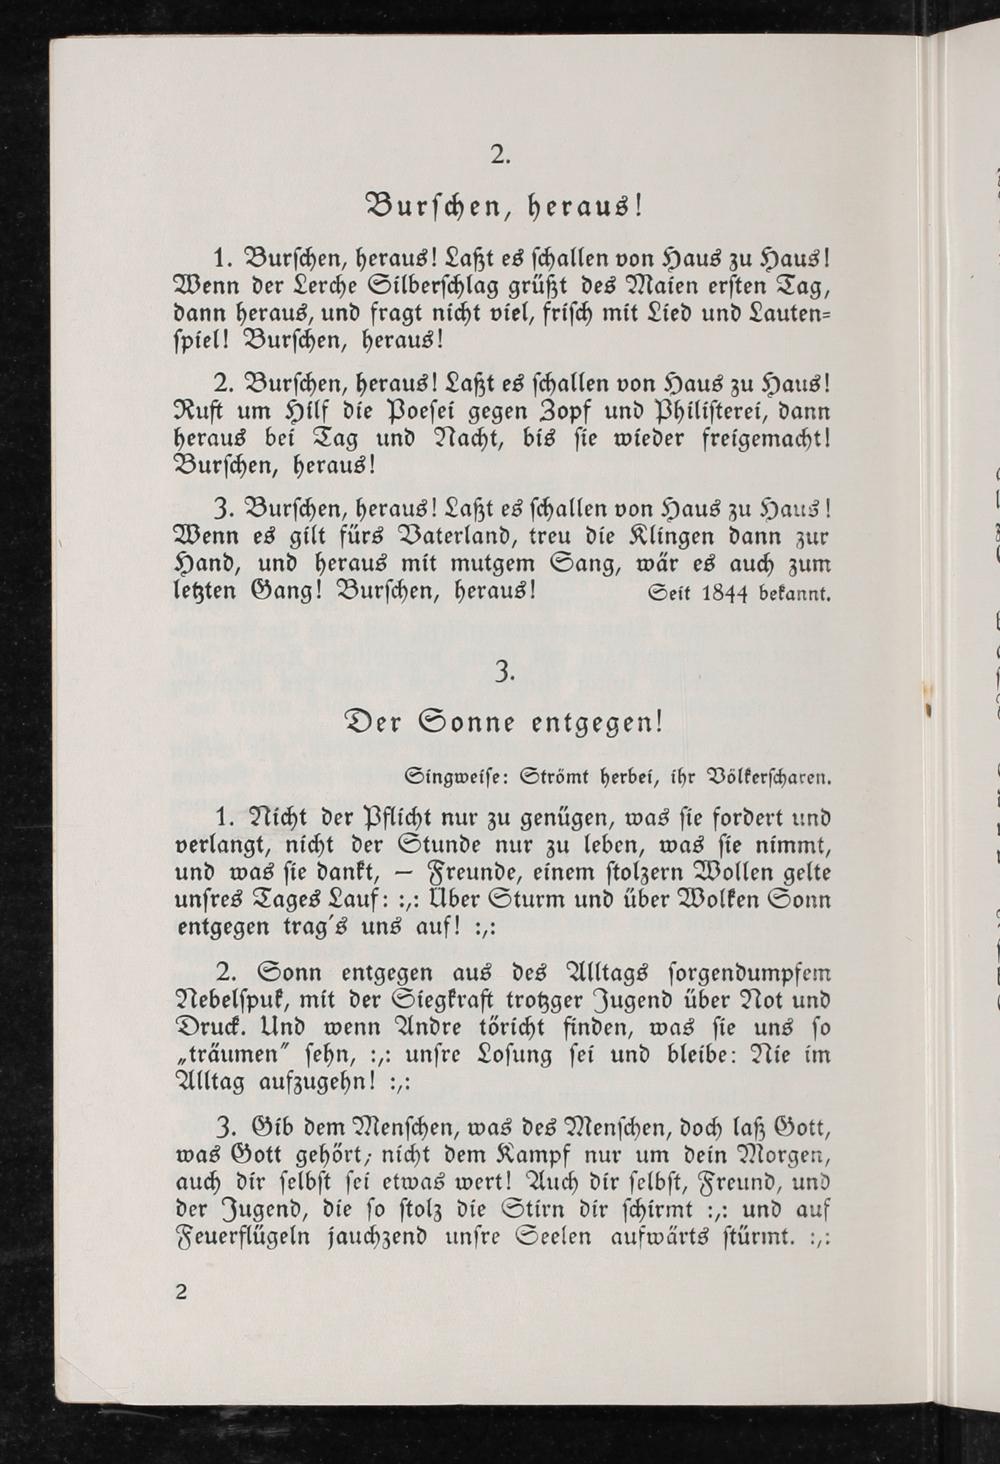 2.
Burschen, heraus!
1. Burschen, heraus! Laßt es schallen von Haus zu Haus!
Wenn der Lerche Silberschlag grüßt des Maien ersten Tag,
dann heraus, und fragt nicht viel, frisch mit Lied und Lauten-
spiel! Burschen, heraus!
2. Burschen, heraus! Laßt es schallen von Haus zu Haus!
Ruft um Hilf die Poesei gegen Zopf und Philisterei, dann
heraus bei Tag und Nacht, bis sie wieder freigemacht!
Burschen, heraus!
3. Burschen, heraus! Laßt es schallen von Haus zu Haus!
Wenn es gilt fürs Vaterland, treu die Klingen dann zur
Hand, und heraus mit mutgem Sang, wär es auch zum
letzten Gang! Burschen, heraus! Seit 1844 bekannt.
3.
Der Sonne entgegen!
Singweise: Strömt herbei, ihr Völkerscharen.
1. Nicht der Pflicht nur zu genügen, was sie fordert und
verlangt, nicht der Stunde nur zu leben, was sie nimmt,
und was sie dankt, — Freunde, einem stolzern Wollen gelte
unsres Tages Lauf: :,: Über Sturm und über Wolken Sonn
entgegen trag's uns auf! :,:
2. Sonn entgegen aus des Alltags sorgendumpfem
Nebelspuk, mit der Siegkraft trotzger Jugend über Not und
Druck. Und wenn Andre töricht finden, was sie uns so
„träumen" sehn, :,: unsre Losung sei und bleibe: Nie im
Alltag aufzugehn! :,:
3. Gib dem Menschen, was des Menschen, doch laß Gott,
was Gott gehört; nicht dem Kampf nur um dein Morgen,
auch dir selbst sei etwas wert! Auch dir selbst, Freund, und
der Jugend, die so stolz die Stirn dir schirmt :,: und auf
Feuerflügeln jauchzend unsre Seelen aufwärts stürmt. :,:
2